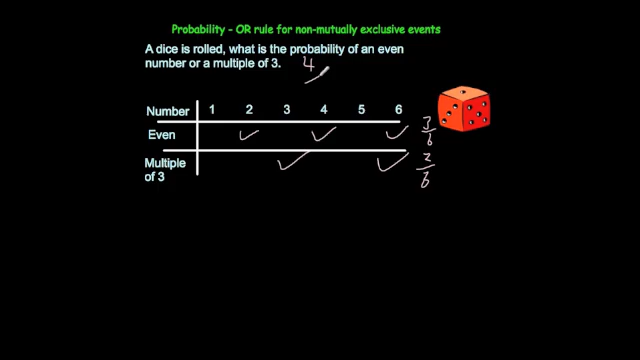 Probability - OR rule for non-mutually exclusive events
A dice is rolled, what is the probability of an even
number or a multiple of 3.
4
Number 1 2 3 4 5 6
Even ✓ ✓ ✓ 3/6
Multiple
of 3 ✓ ✓ 2/6